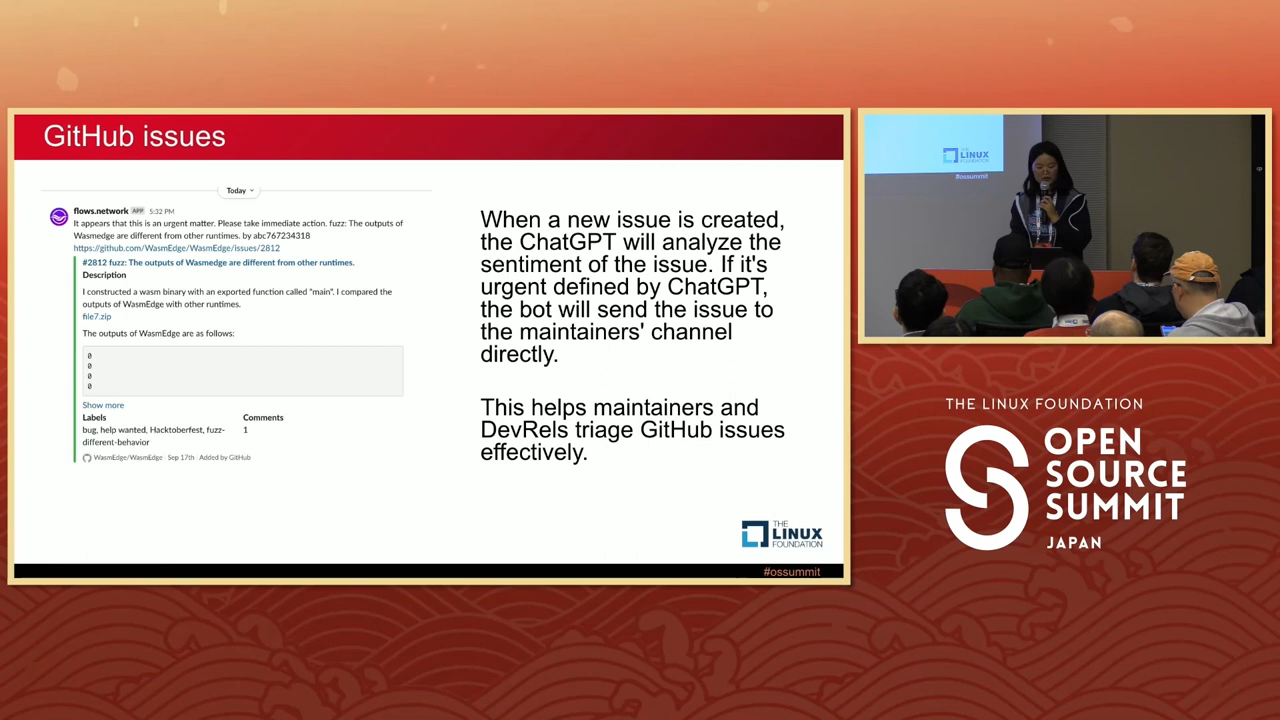 GitHub issues
Today
flows.network APP 5:32 PM
It appears that this is an urgent matter. Please take immediate action. fuzz: The outputs of
Wasmedge are different from other runtimes. by abc767234318
https://github.com/WasmEdge/WasmEdge/issues/2812
#2812 fuzz: The outputs of Wasmedge are different from other runtimes.
Description
I constructed a wasm binary with an exported function called "main". I compared the
outputs of WasmEdge with other runtimes.
file7.zip
The outputs of WasmEdge are as follows:
0
0
0
0
Show more
Labels
Comments
bug, help wanted, Hacktoberfest, fuzz-
different-behavior
1
WasmEdge/WasmEdge Sep 17th Added by GitHub
When a new issue is created,
the ChatGPT will analyze the
sentiment of the issue. If it's
urgent defined by ChatGPT,
the bot will send the issue to
the maintainers' channel
directly.
This helps maintainers and
DevRels triage GitHub issues
effectively.
THE
LINUX
FOUNDATION
#ossummit
THE
LINUX
FOUNDATION
#ossummit
THE LINUX FOUNDATION
OPEN
SOURCE
SUMMIT
JAPAN